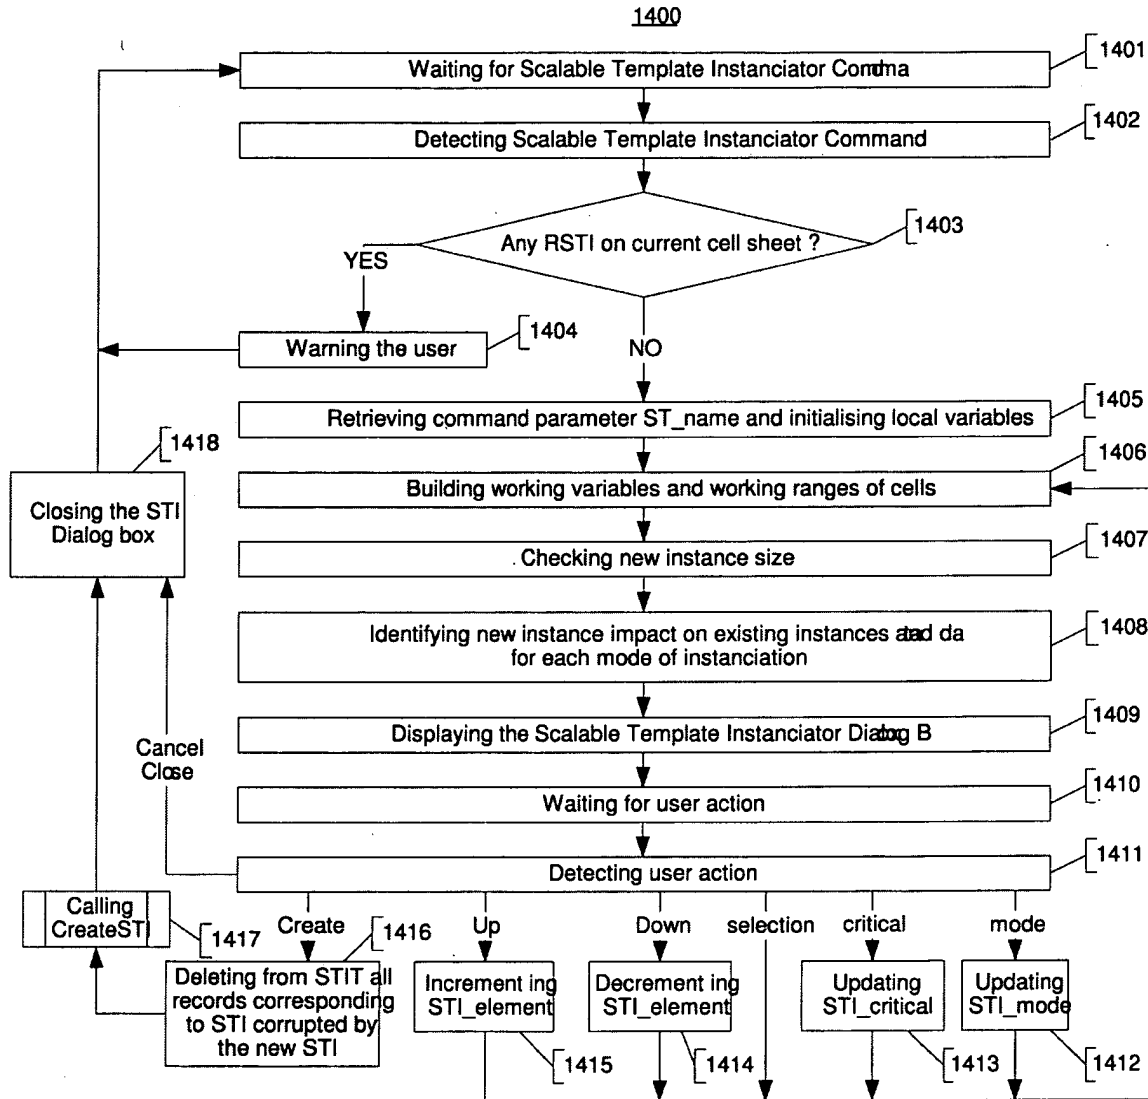 1400
Waiting for Scalable Template Instanciator Comma
1401
Detecting Scalable Template Instanciator Command
1402
Any RSTI on current cell sheet ?
1403
YES
Warning the user
1404
NO
Retrieving command parameter ST_name and initialising local variables
1405
1418
Building working variables and working ranges of cells
1406
Closing the STI
Dialog box
Checking new instance size
1407
Identifying new instance impact on existing instances and da
for each mode of instanciation
1408
Displaying the Scalable Template Instanciator Dialog B
1409
Cancel
Close
Waiting for user action
1410
Detecting user action
1411
Calling
CreateSTI
1417
Create
Up
Down
selection
critical
mode
1416
Deleting from STIT all
records corresponding
to STI corrupted by
the new STI
Increment ing
STI_element
Decrement ing
STI_element
Updating
STI_critical
Updating
STI_mode
1415
1414
1413
1412